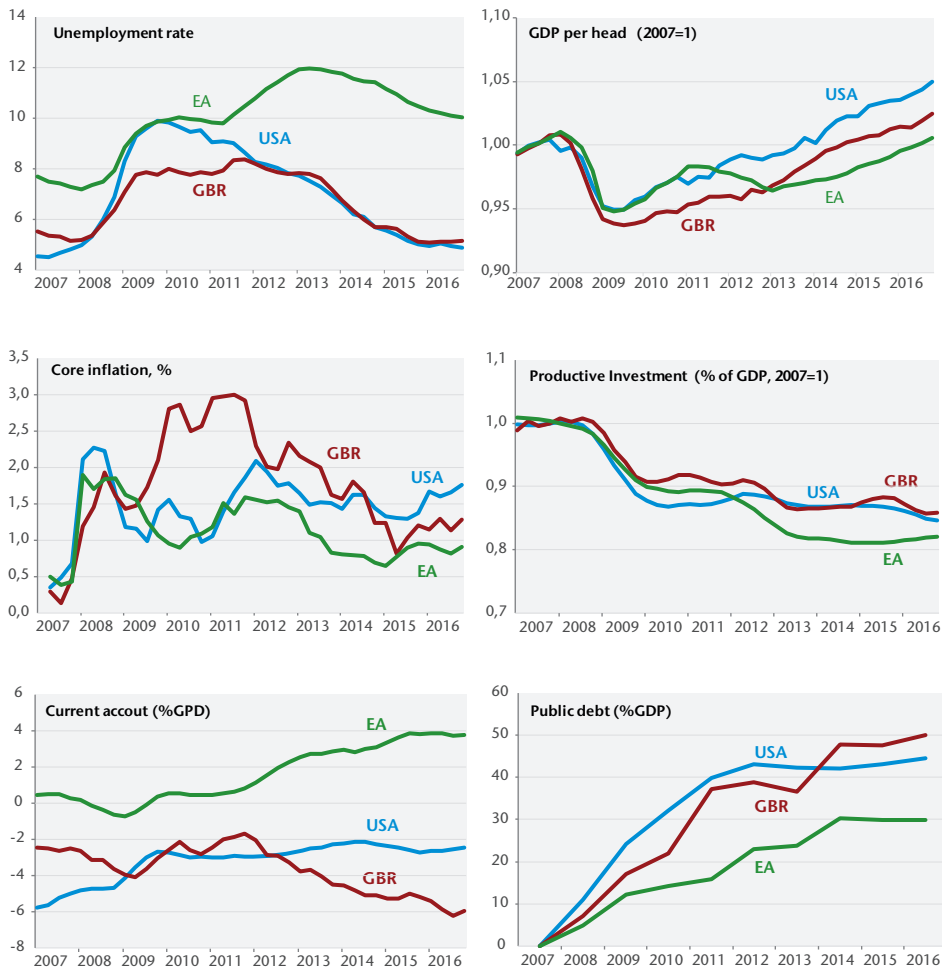 Unemployment rate
14
12
10
8
6
4
EA
USA
GBR
2007 2008 2009 2010 2011 2012 2013 2014 2015 2016
GDP per head (2007=1)
1,10
1,05
1,00
0,95
0,90
USA
GBR
EA
2007 2008 2009 2010 2011 2012 2013 2014 2015 2016
Core inflation, %
3,5
3,0
2,5
2,0
1,5
1,0
0,5
0,0
GBR
USA
EA
2007 2008 2009 2010 2011 2012 2013 2014 2015 2016
Productive Investment (% of GDP, 2007=1)
1,1
1,0
0,9
0,8
0,7
USA
GBR
EA
2007 2008 2009 2010 2011 2012 2013 2014 2015 2016
Current accout (%GPD)
6
4
2
0
-2
-4
-6
-8
EA
USA
GBR
2007 2008 2009 2010 2011 2012 2013 2014 2015 2016
Public debt (%GDP)
60
50
40
30
20
10
0
USA
GBR
EA
2007 2008 2009 2010 2011 2012 2013 2014 2015 2016